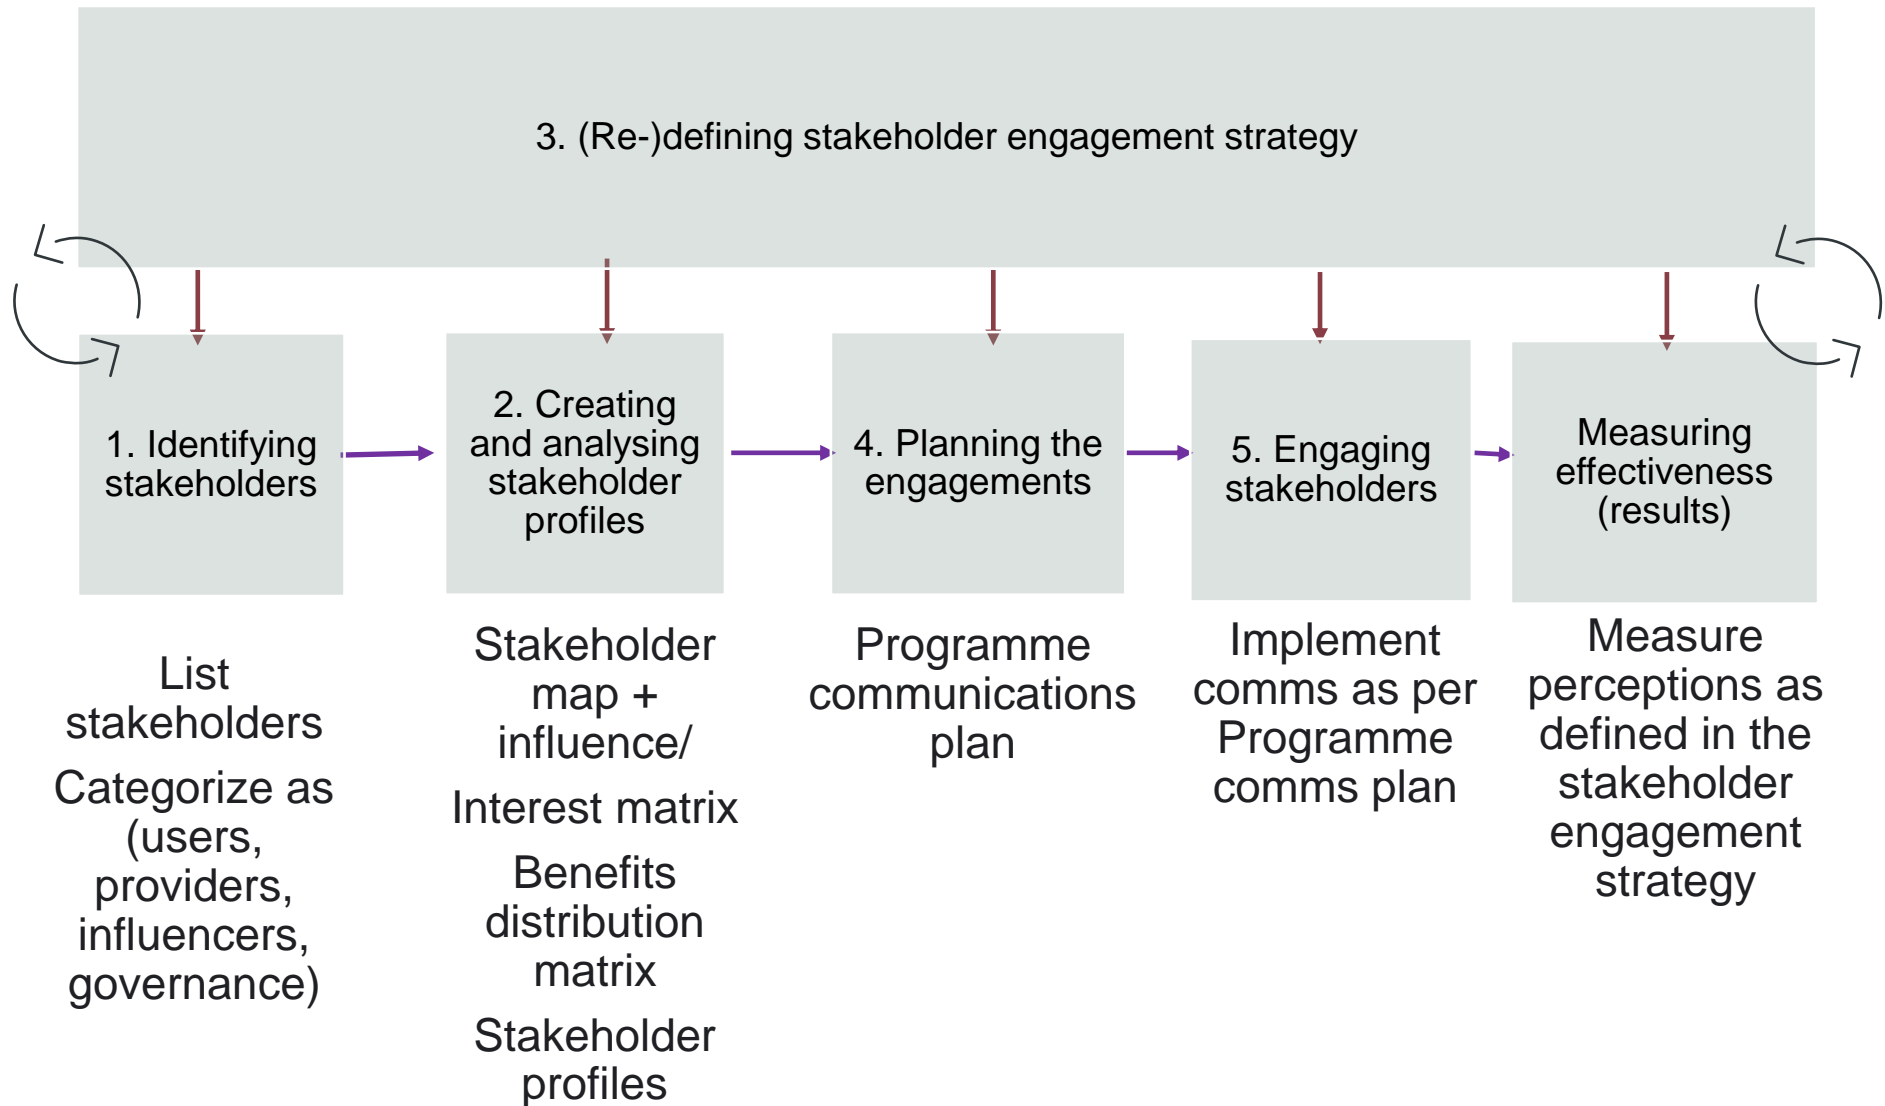 3. (Re-)defining stakeholder engagement strategy
1. Identifying
stakeholders
2. Creating
and analysing
stakeholder
profiles
4. Planning the
engagements
5. Engaging
stakeholders
Measuring
effectiveness
(results)
List
stakeholders
Categorize as
(users,
providers,
influencers,
governance)
Stakeholder
map +
influence/
Interest matrix
Benefits
distribution
matrix
Stakeholder
profiles
Programme
communications
plan
Implement
comms as per
Programme
comms plan
Measure
perceptions as
defined in the
stakeholder
engagement
strategy